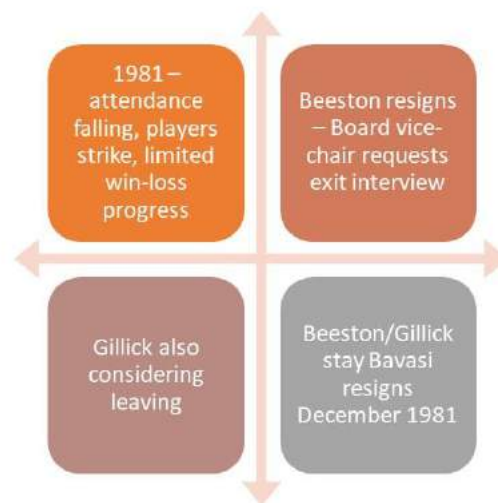 1981 –
attendance
falling, players
strike, limited
win-loss
progress
Beeston resigns
– Board vice-
chair requests
exit interview
Gillick also
considering
leaving
Beeston/Gillick
stay Bavasi
resigns
December 1981